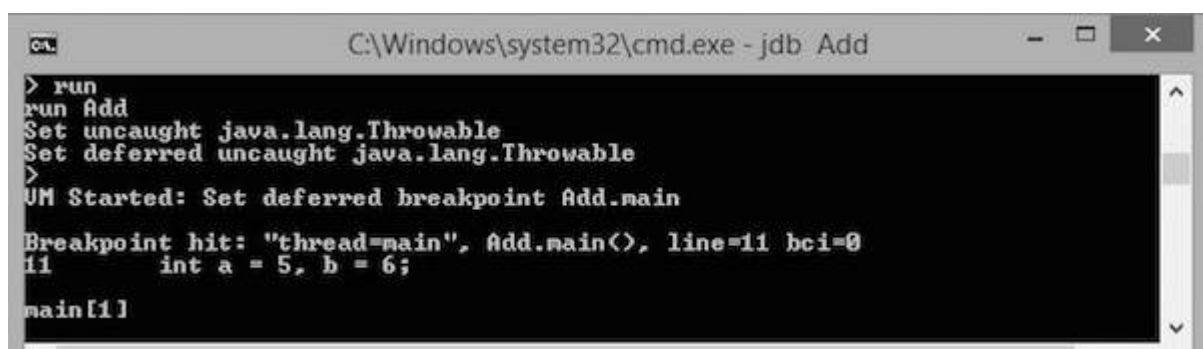 C:\Windows\system32\cmd.exe - jdb Add
> run
run Add
Set uncaught java.lang.Throwable
Set deferred uncaught java.lang.Throwable
>
VM Started: Set deferred breakpoint Add.main
Breakpoint hit: "thread=main", Add.main(), line=11 bci=0
11        int a = 5, b = 6;
main[1]